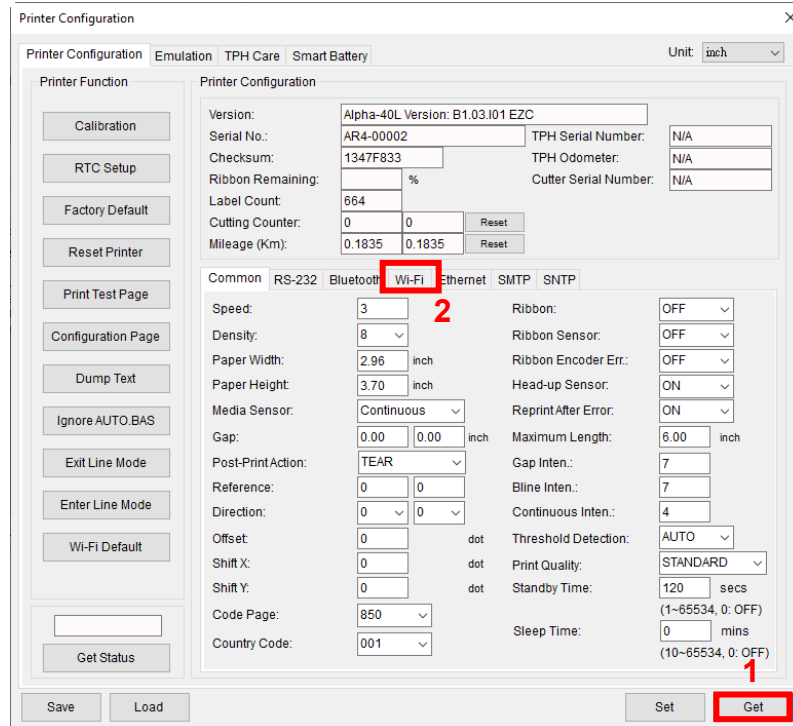 Printer Configuration
Printer Configuration Emulation TPH Care Smart Battery Unit: inch
Printer Function
Calibration
RTC Setup
Factory Default
Reset Printer
Print Test Page
Configuration Page
Dump Text
Ignore AUTO.BAS
Exit Line Mode
Enter Line Mode
Wi-Fi Default
Get Status
Printer Configuration
Version: Alpha-40L Version: B1.03.I01 EZC
Serial No.: AR4-00002 TPH Serial Number: N/A
Checksum: 1347F833 TPH Odometer: N/A
Ribbon Remaining: % Cutter Serial Number: N/A
Label Count: 664
Cutting Counter: 0 0 Reset
Mileage (Km): 0.1835 0.1835 Reset
Common RS-232 Bluetooth Wi-Fi Ethernet SMTP SNTP
2
Speed: 3 Ribbon: OFF
Density: 8 Ribbon Sensor: OFF
Paper Width: 2.96 inch Ribbon Encoder Err.: OFF
Paper Height: 3.70 inch Head-up Sensor: ON
Media Sensor: Continuous Reprint After Error: ON
Gap: 0.00 0.00 inch Maximum Length: 6.00 inch
Post-Print Action: TEAR Gap Inten.: 7
Reference: 0 0 Bline Inten.: 7
Direction: 0 0 Continuous Inten.: 4
Offset: 0 dot Threshold Detection: AUTO
Shift X: 0 dot Print Quality: STANDARD
Shift Y: 0 dot Standby Time: 120 secs
(1~65534, 0: OFF)
Code Page: 850
Sleep Time: 0 mins
Country Code: 001
(10~65534, 0: OFF)
1
Save Load Set Get